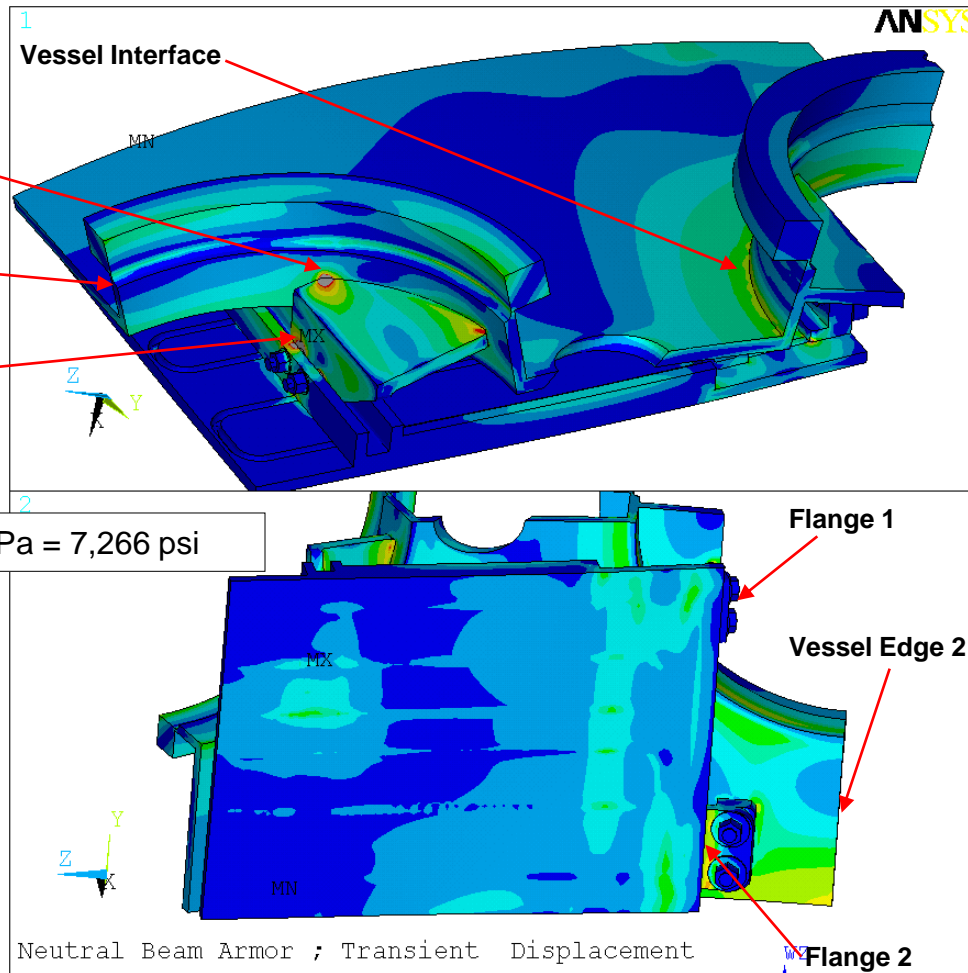 1
ANSYS
Vessel Interface
MN
MX
Z
Y
X
2
Pa = 7,266 psi
Flange 1
MX
Vessel Edge 2
Y
Z
X
MN
Neutral Beam Armor ; Transient Displacement
Flange 2